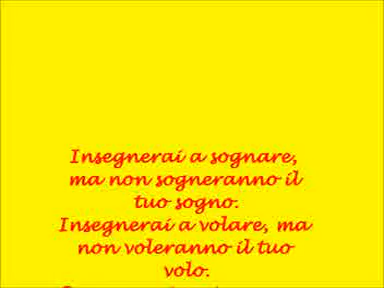 Insegnerai a sognare,
ma non sogneranno il
tuo sogno.
Insegnerai a volare, ma
non voleranno il tuo
volo.